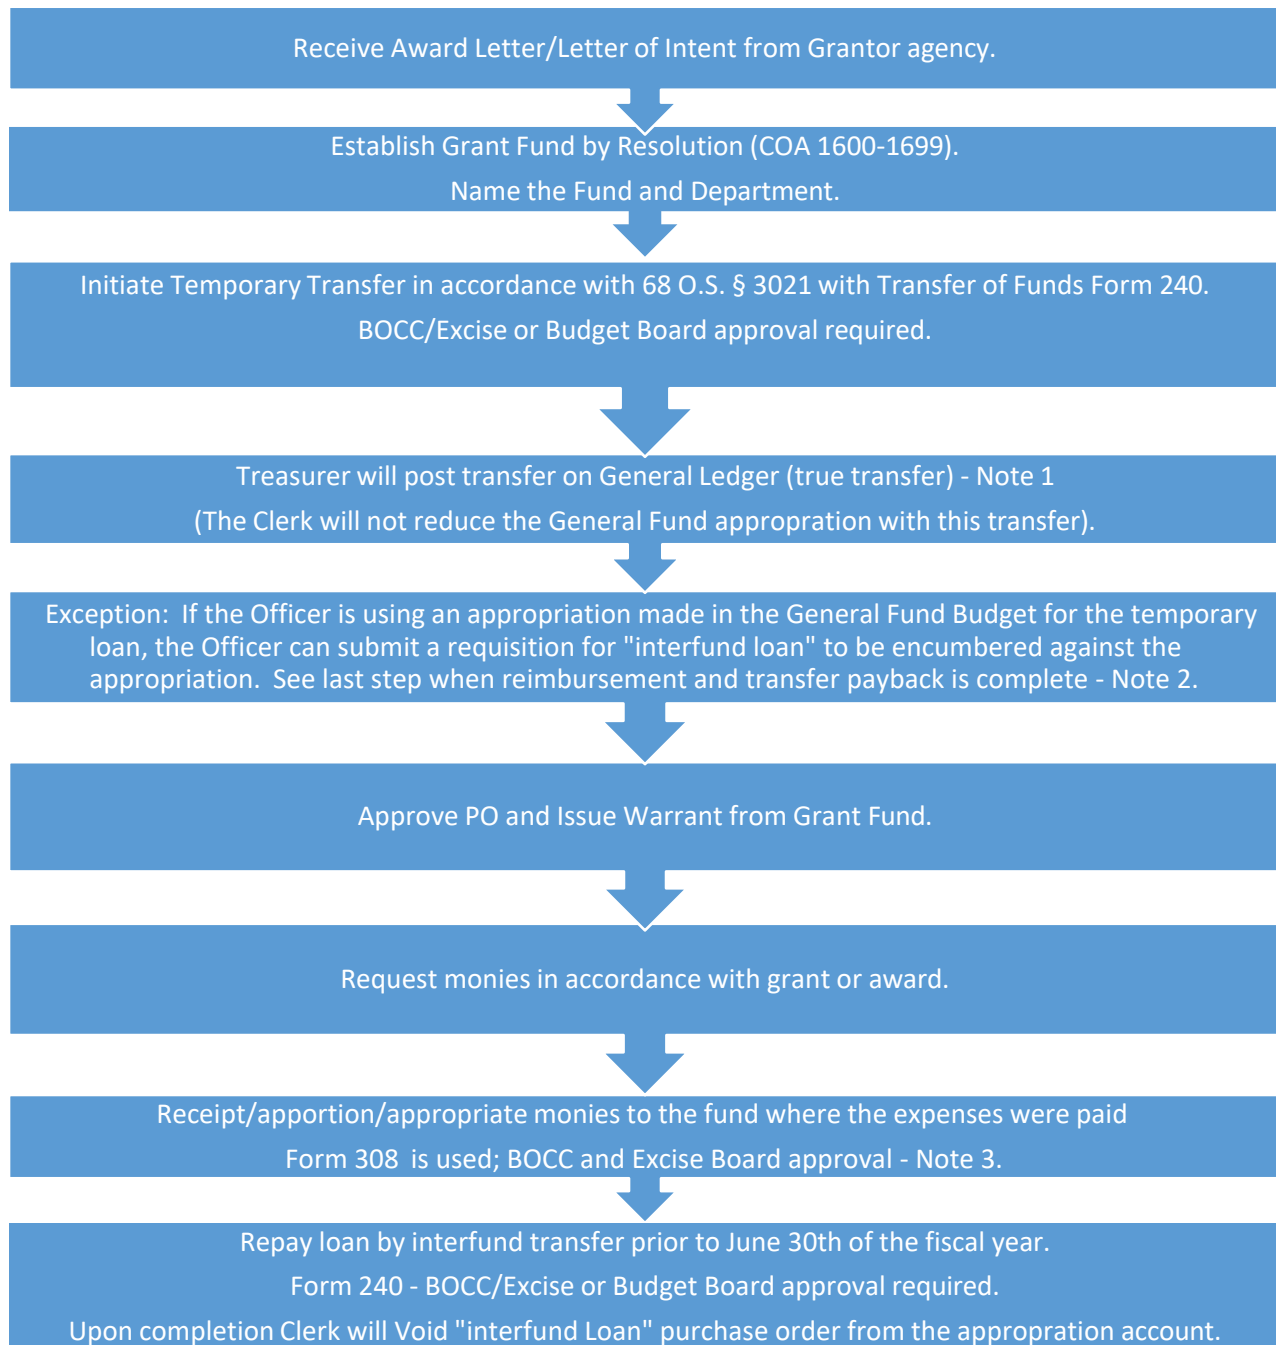 Receive Award Letter/Letter of Intent from Grantor agency.
Establish Grant Fund by Resolution (COA 1600-1699).
Name the Fund and Department.
Initiate Temporary Transfer in accordance with 68 O.S. § 3021 with Transfer of Funds Form 240.
BOCC/Excise or Budget Board approval required.
Treasurer will post transfer on General Ledger (true transfer) - Note 1
(The Clerk will not reduce the General Fund appropration with this transfer).
Exception: If the Officer is using an appropriation made in the General Fund Budget for the temporary
loan, the Officer can submit a requisition for "interfund loan" to be encumbered against the
appropriation. See last step when reimbursement and transfer payback is complete - Note 2.
Approve PO and Issue Warrant from Grant Fund.
Request monies in accordance with grant or award.
Receipt/apportion/appropriate monies to the fund where the expenses were paid
Form 308 is used; BOCC and Excise Board approval - Note 3.
Repay loan by interfund transfer prior to June 30th of the fiscal year.
Form 240 - BOCC/Excise or Budget Board approval required.
Upon completion Clerk will Void "interfund Loan" purchase order from the appropration account.